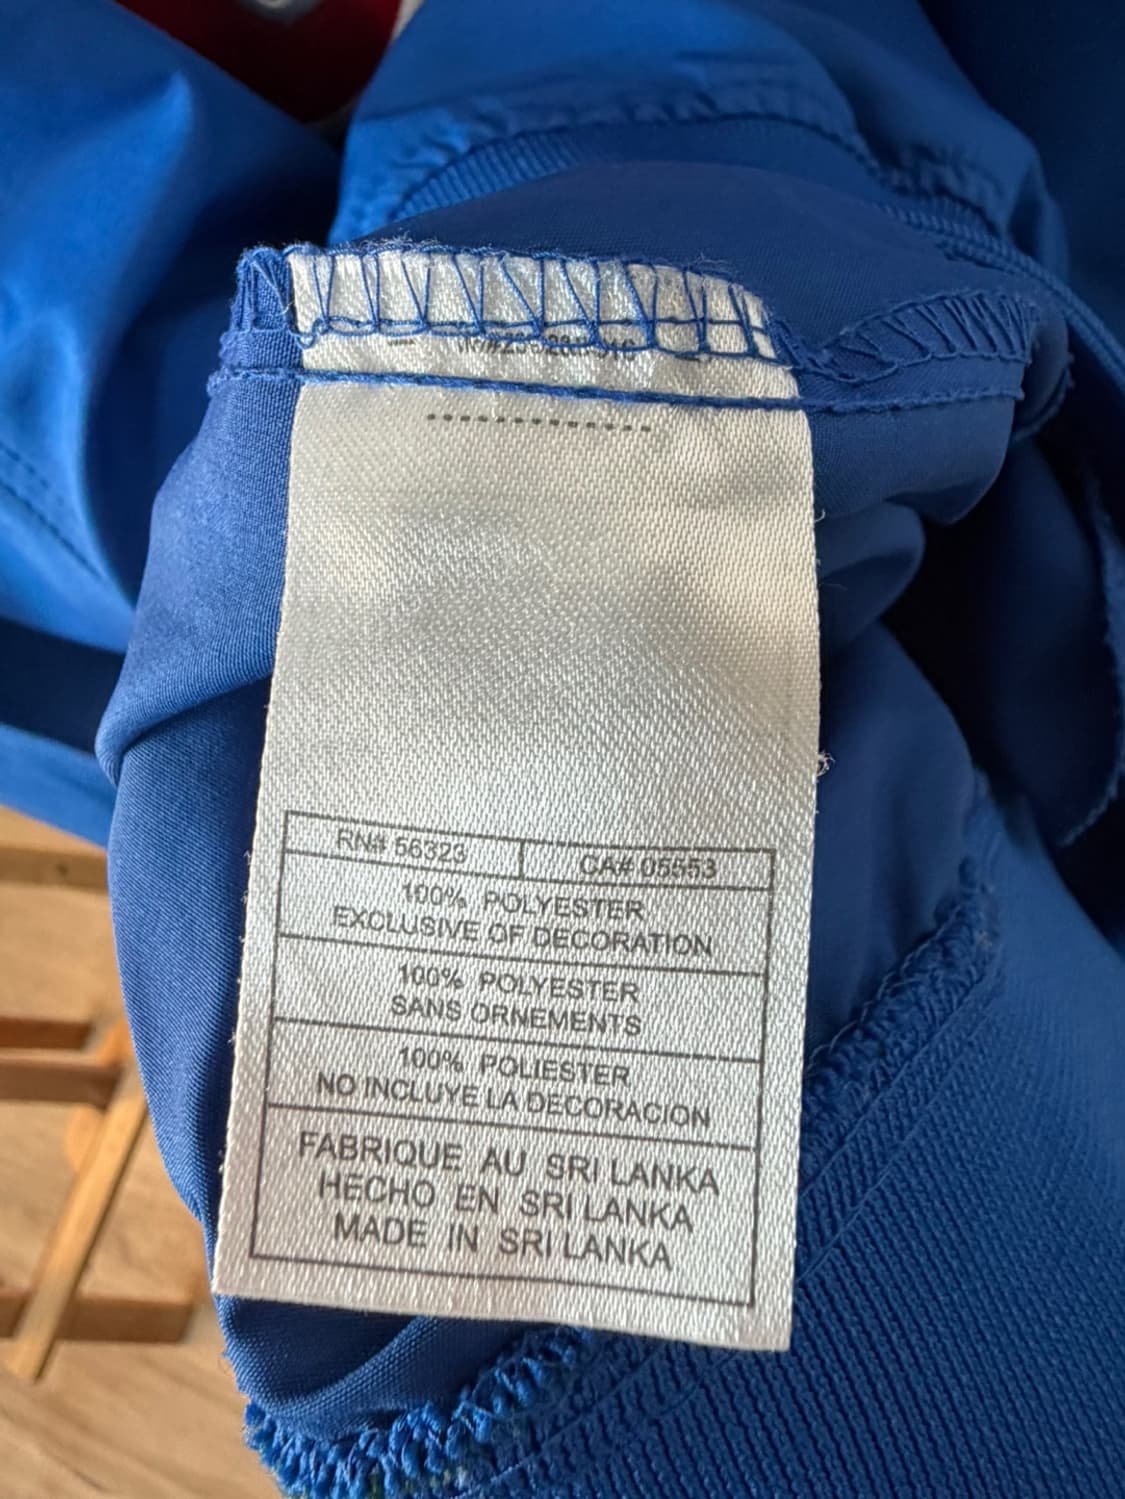 RN# 56323
CA# 05553
100% POLYESTER
EXCLUSIVE OF DECORATION
100% POLYESTER
SANS ORNEMENTS
100% POLIESTER
NO INCLUYE LA DECORACION
FABRIQUE AU SRI LANKA
HECHO EN SRI LANKA
MADE IN SRI LANKA